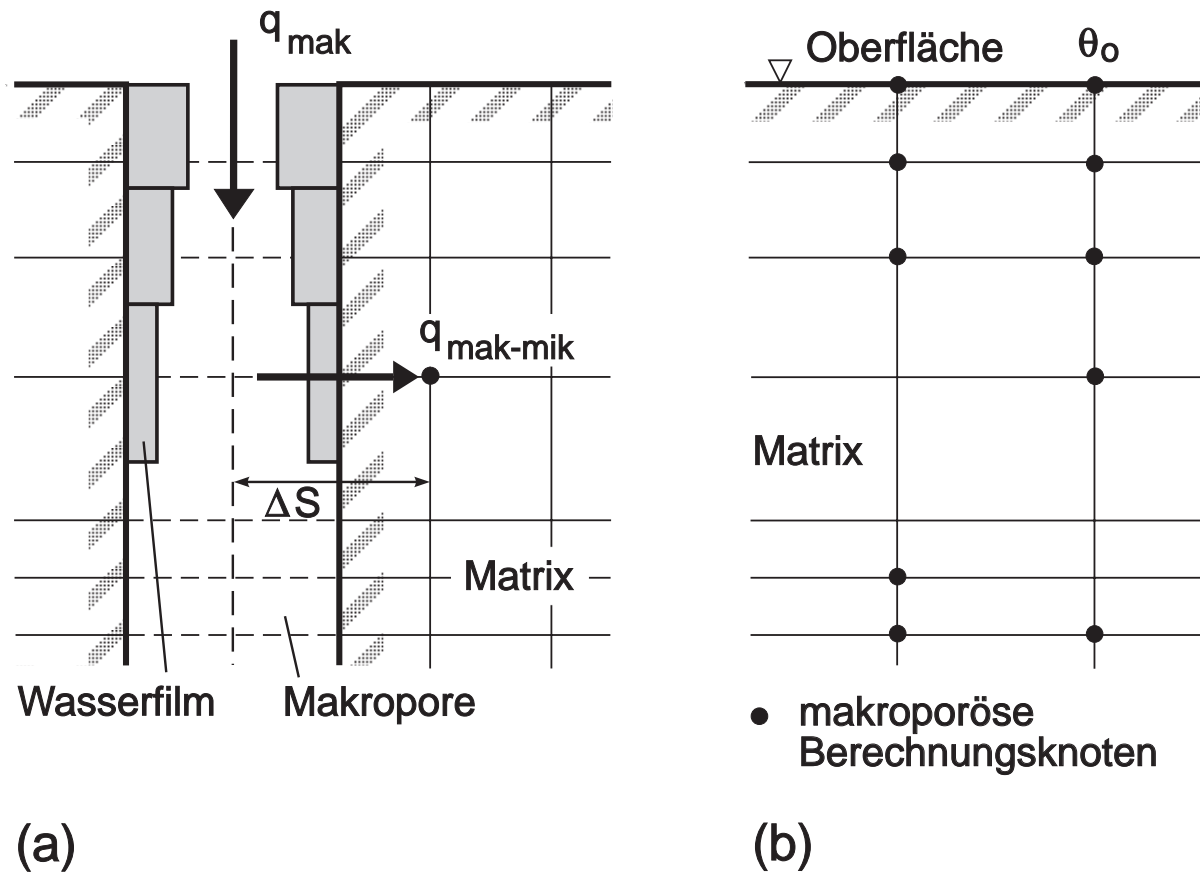 q mak
q mak-mik
ΔS
Matrix
Wasserfilm
Makropore
(a)
Oberfläche
θo
Matrix
● makroporöse
Berechnungsknoten
(b)